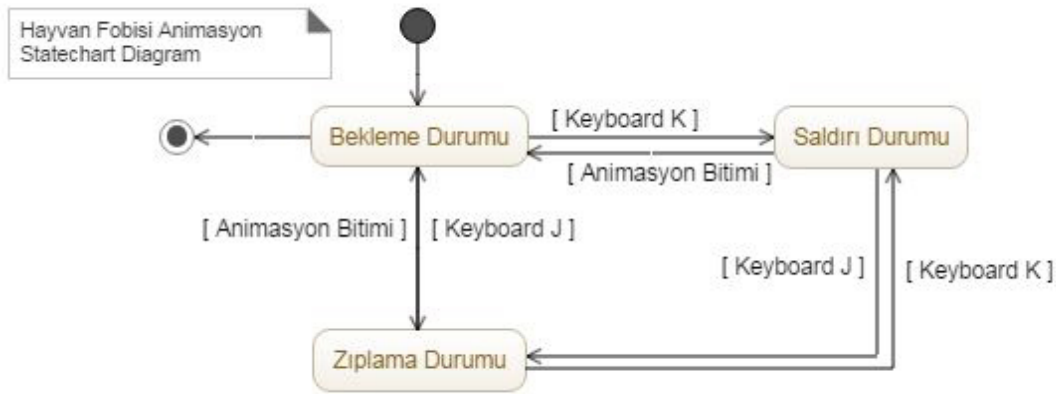 Hayvan Fobisi Animasyon
Statechart Diagram
[ Keyboard K ]
Bekleme Durumu
Saldırı Durumu
[ Animasyon Bitimi ]
[ Animasyon Bitimi ]
[ Keyboard J ]
[ Keyboard J ]
[ Keyboard K ]
Zıplama Durumu